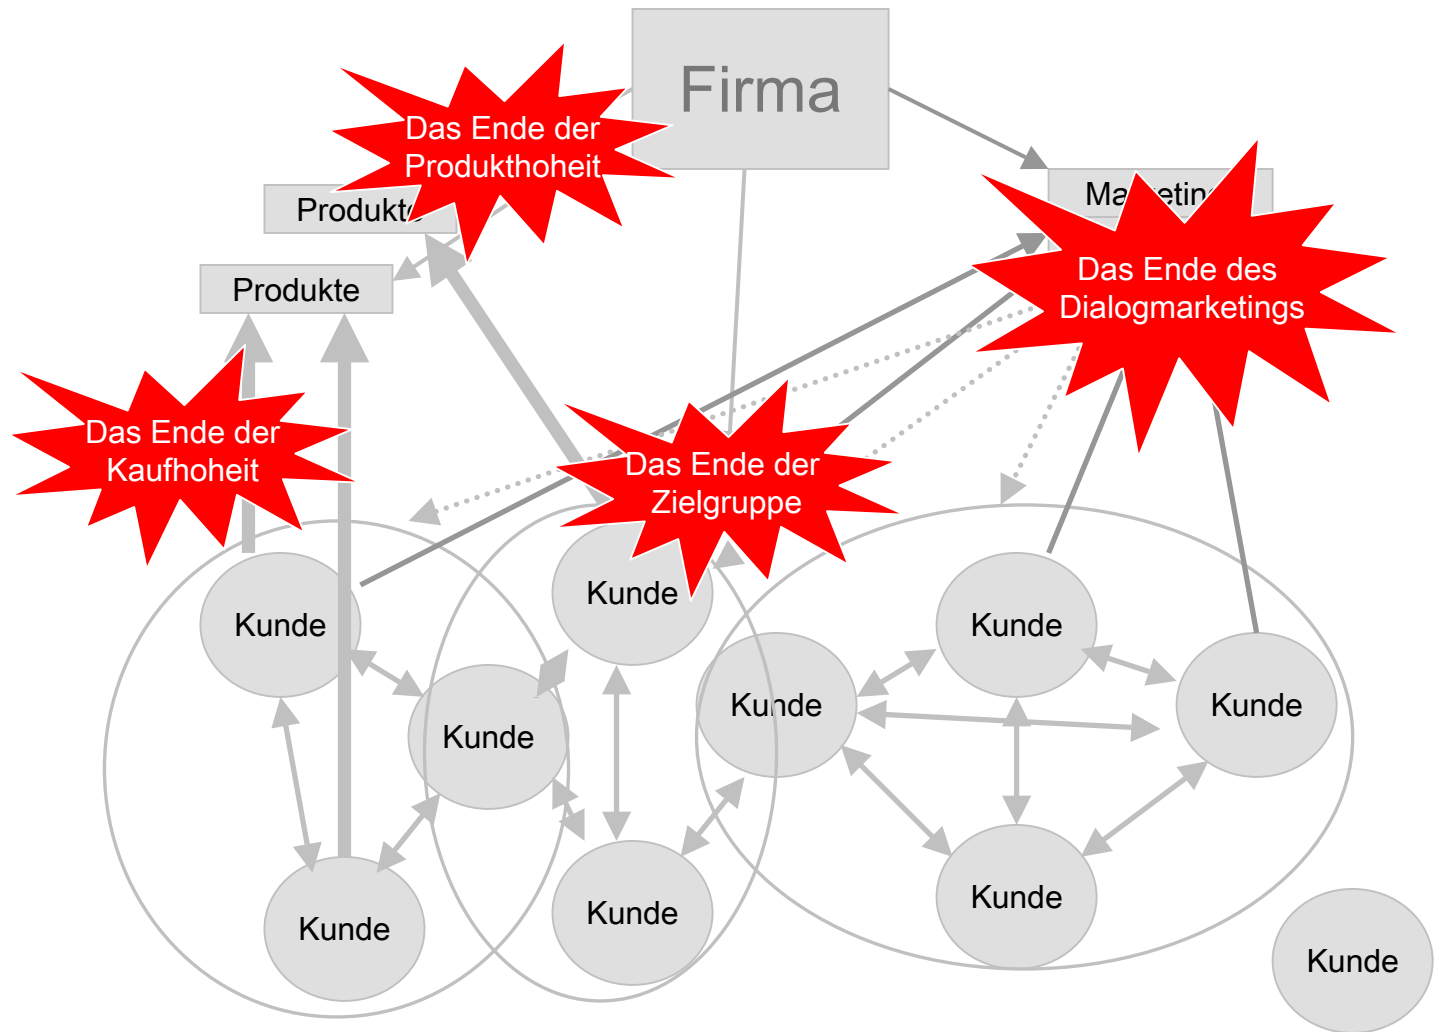 Firma
Das Ende der
Produkthoheit
Produkte
Marketing
Produkte
Das Ende des
Dialogmarketings
Das Ende der
Kaufhoheit
Das Ende der
Zielgruppe
Kunde
Kunde
Kunde
Kunde
Kunde
Kunde
Kunde
Kunde
Kunde
Kunde
Kunde